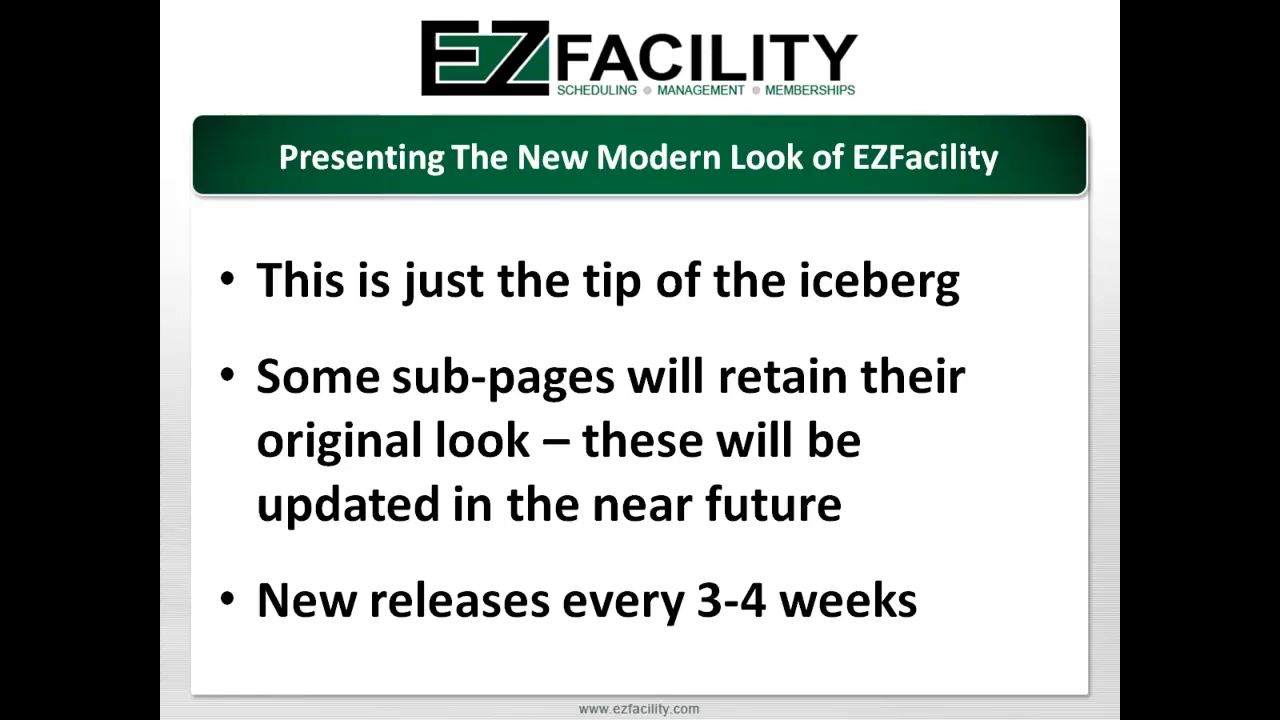 EZFACILITY
SCHEDULING ● MANAGEMENT ● MEMBERSHIPS
Presenting The New Modern Look of EZFacility
• This is just the tip of the iceberg
• Some sub-pages will retain their
original look – these will be
updated in the near future
• New releases every 3-4 weeks
www.ezfacility.com